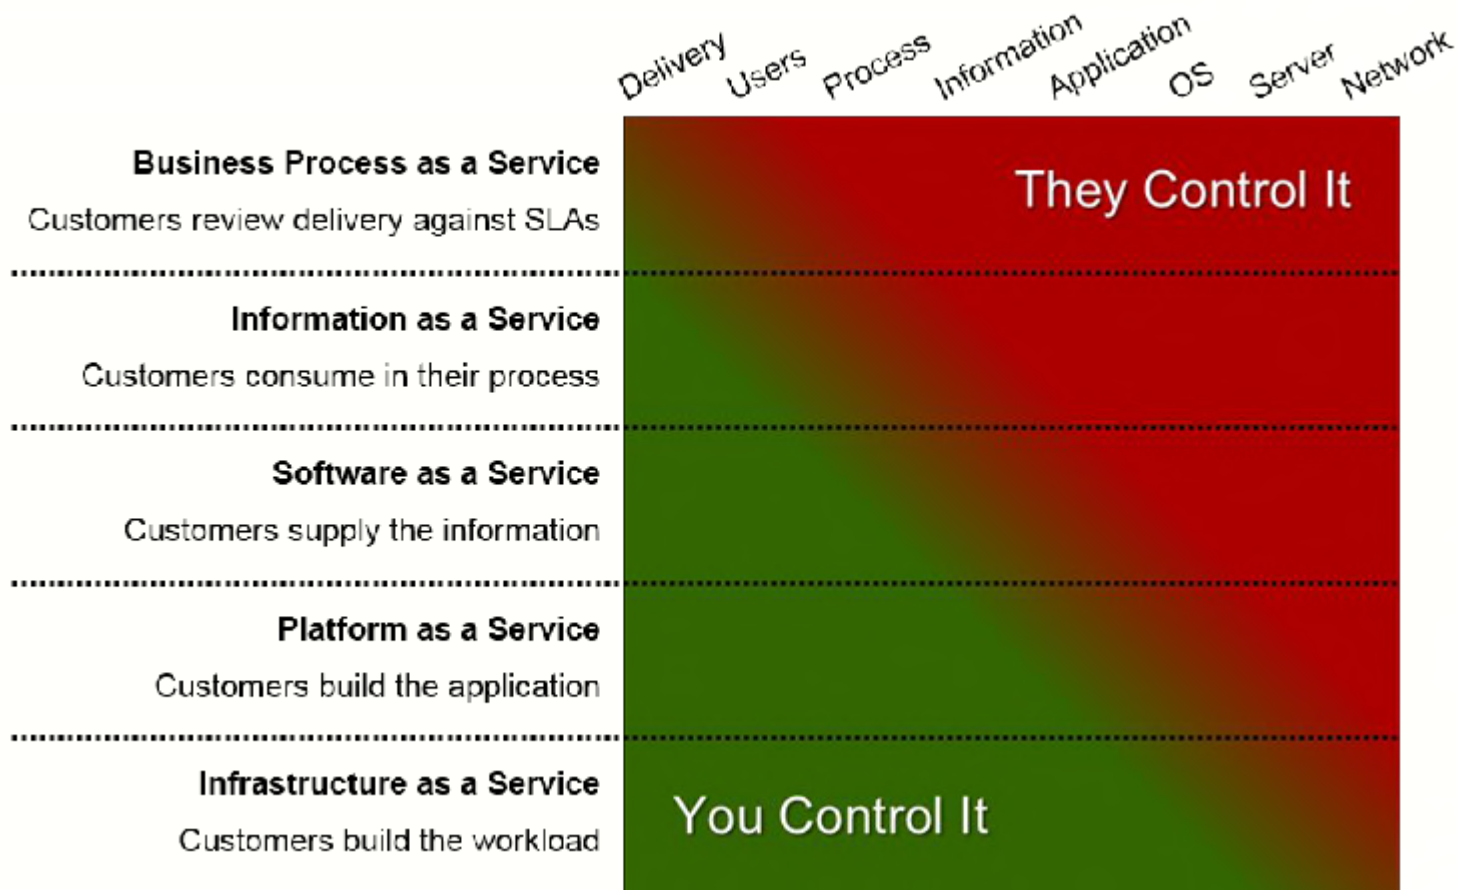 Delivery Users Process Information Application OS Server Network
Business Process as a Service
They Control It
Customers review delivery against SLAs
Information as a Service
Customers consume in their process
Software as a Service
Customers supply the information
Platform as a Service
Customers build the application
Infrastructure as a Service
You Control It
Customers build the workload